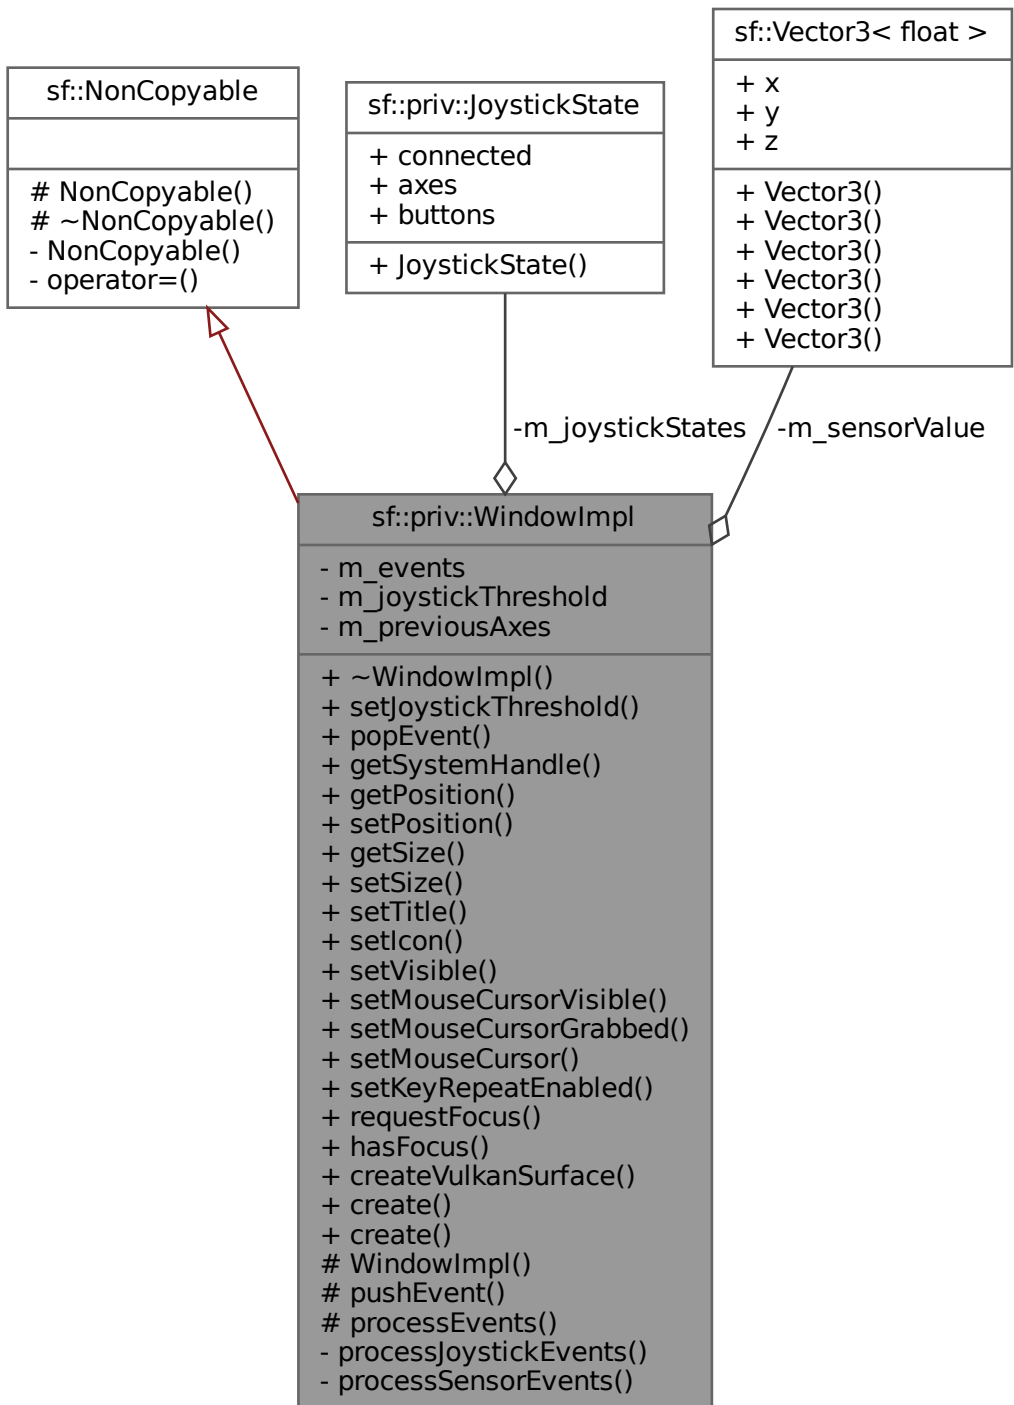 sf::NonCopyable
# NonCopyable()
# ~NonCopyable()
- NonCopyable()
- operator=()
sf::priv::JoystickState
+ connected
+ axes
+ buttons
+ JoystickState()
sf::Vector3< float >
+ x
+ y
+ z
+ Vector3()
+ Vector3()
+ Vector3()
+ Vector3()
+ Vector3()
+ Vector3()
-m_joystickStates
-m_sensorValue
sf::priv::WindowImpl
- m_events
- m_joystickThreshold
- m_previousAxes
+ ~WindowImpl()
+ setJoystickThreshold()
+ popEvent()
+ getSystemHandle()
+ getPosition()
+ setPosition()
+ getSize()
+ setSize()
+ setTitle()
+ setIcon()
+ setVisible()
+ setMouseCursorVisible()
+ setMouseCursorGrabbed()
+ setMouseCursor()
+ setKeyRepeatEnabled()
+ requestFocus()
+ hasFocus()
+ createVulkanSurface()
+ create()
+ create()
# WindowImpl()
# pushEvent()
# processEvents()
- processJoystickEvents()
- processSensorEvents()